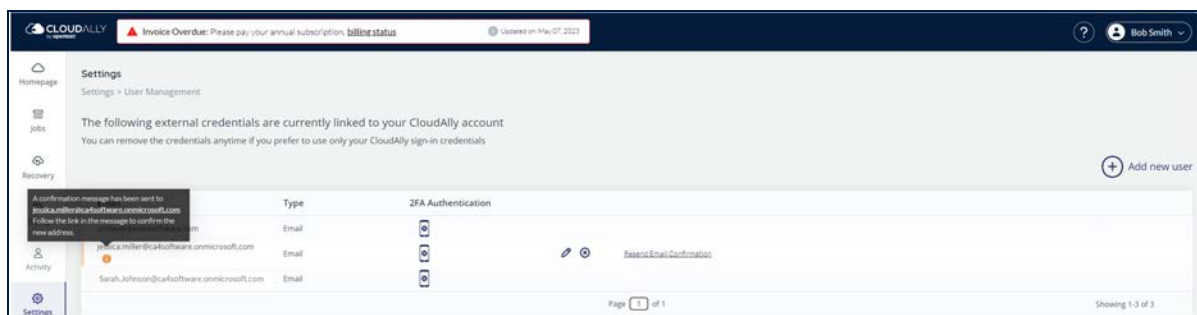 CLOUDALLY
by opentext
Invoice Overdue: Please pay your annual subscription. billing status
Updated on: May 07, 2023
?
Bob Smith
Homepage
Jobs
Recovery
Activity
Settings
Settings
Settings > User Management
The following external credentials are currently linked to your CloudAlly account
You can remove the credentials anytime if you prefer to use only your CloudAlly sign-in credentials
Add new user
A confirmation message has been sent to
jessica.miller@ca4software.onmicrosoft.com
Follow the link in the message to confirm the
new address.
Type
2FA Authentication
Email
jessica.miller@ca4software.onmicrosoft.com
Email
Resend Email Confirmation
Sarah.Johnson@ca4software.onmicrosoft.com
Email
Page 1 of 1
Showing 1-3 of 3